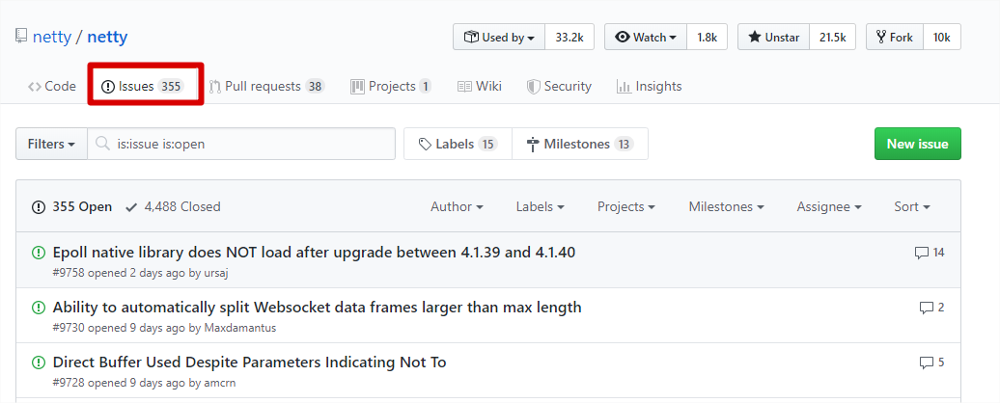 netty / netty Used by 33.2k Watch 1.8k Unstar 21.5k Fork 10k
Code Issues 355 Pull requests 38 Projects 1 Wiki Security Insights
Filters is:issue is:open Labels 15 Milestones 13 New issue
355 Open 4,488 Closed Author Labels Projects Milestones Assignee Sort
Epoll native library does NOT load after upgrade between 4.1.39 and 4.1.40 14
#9758 opened 2 days ago by ursaj
Ability to automatically split Websocket data frames larger than max length 2
#9730 opened 9 days ago by Maxdamantus
Direct Buffer Used Despite Parameters Indicating Not To 5
#9728 opened 9 days ago by amcrn